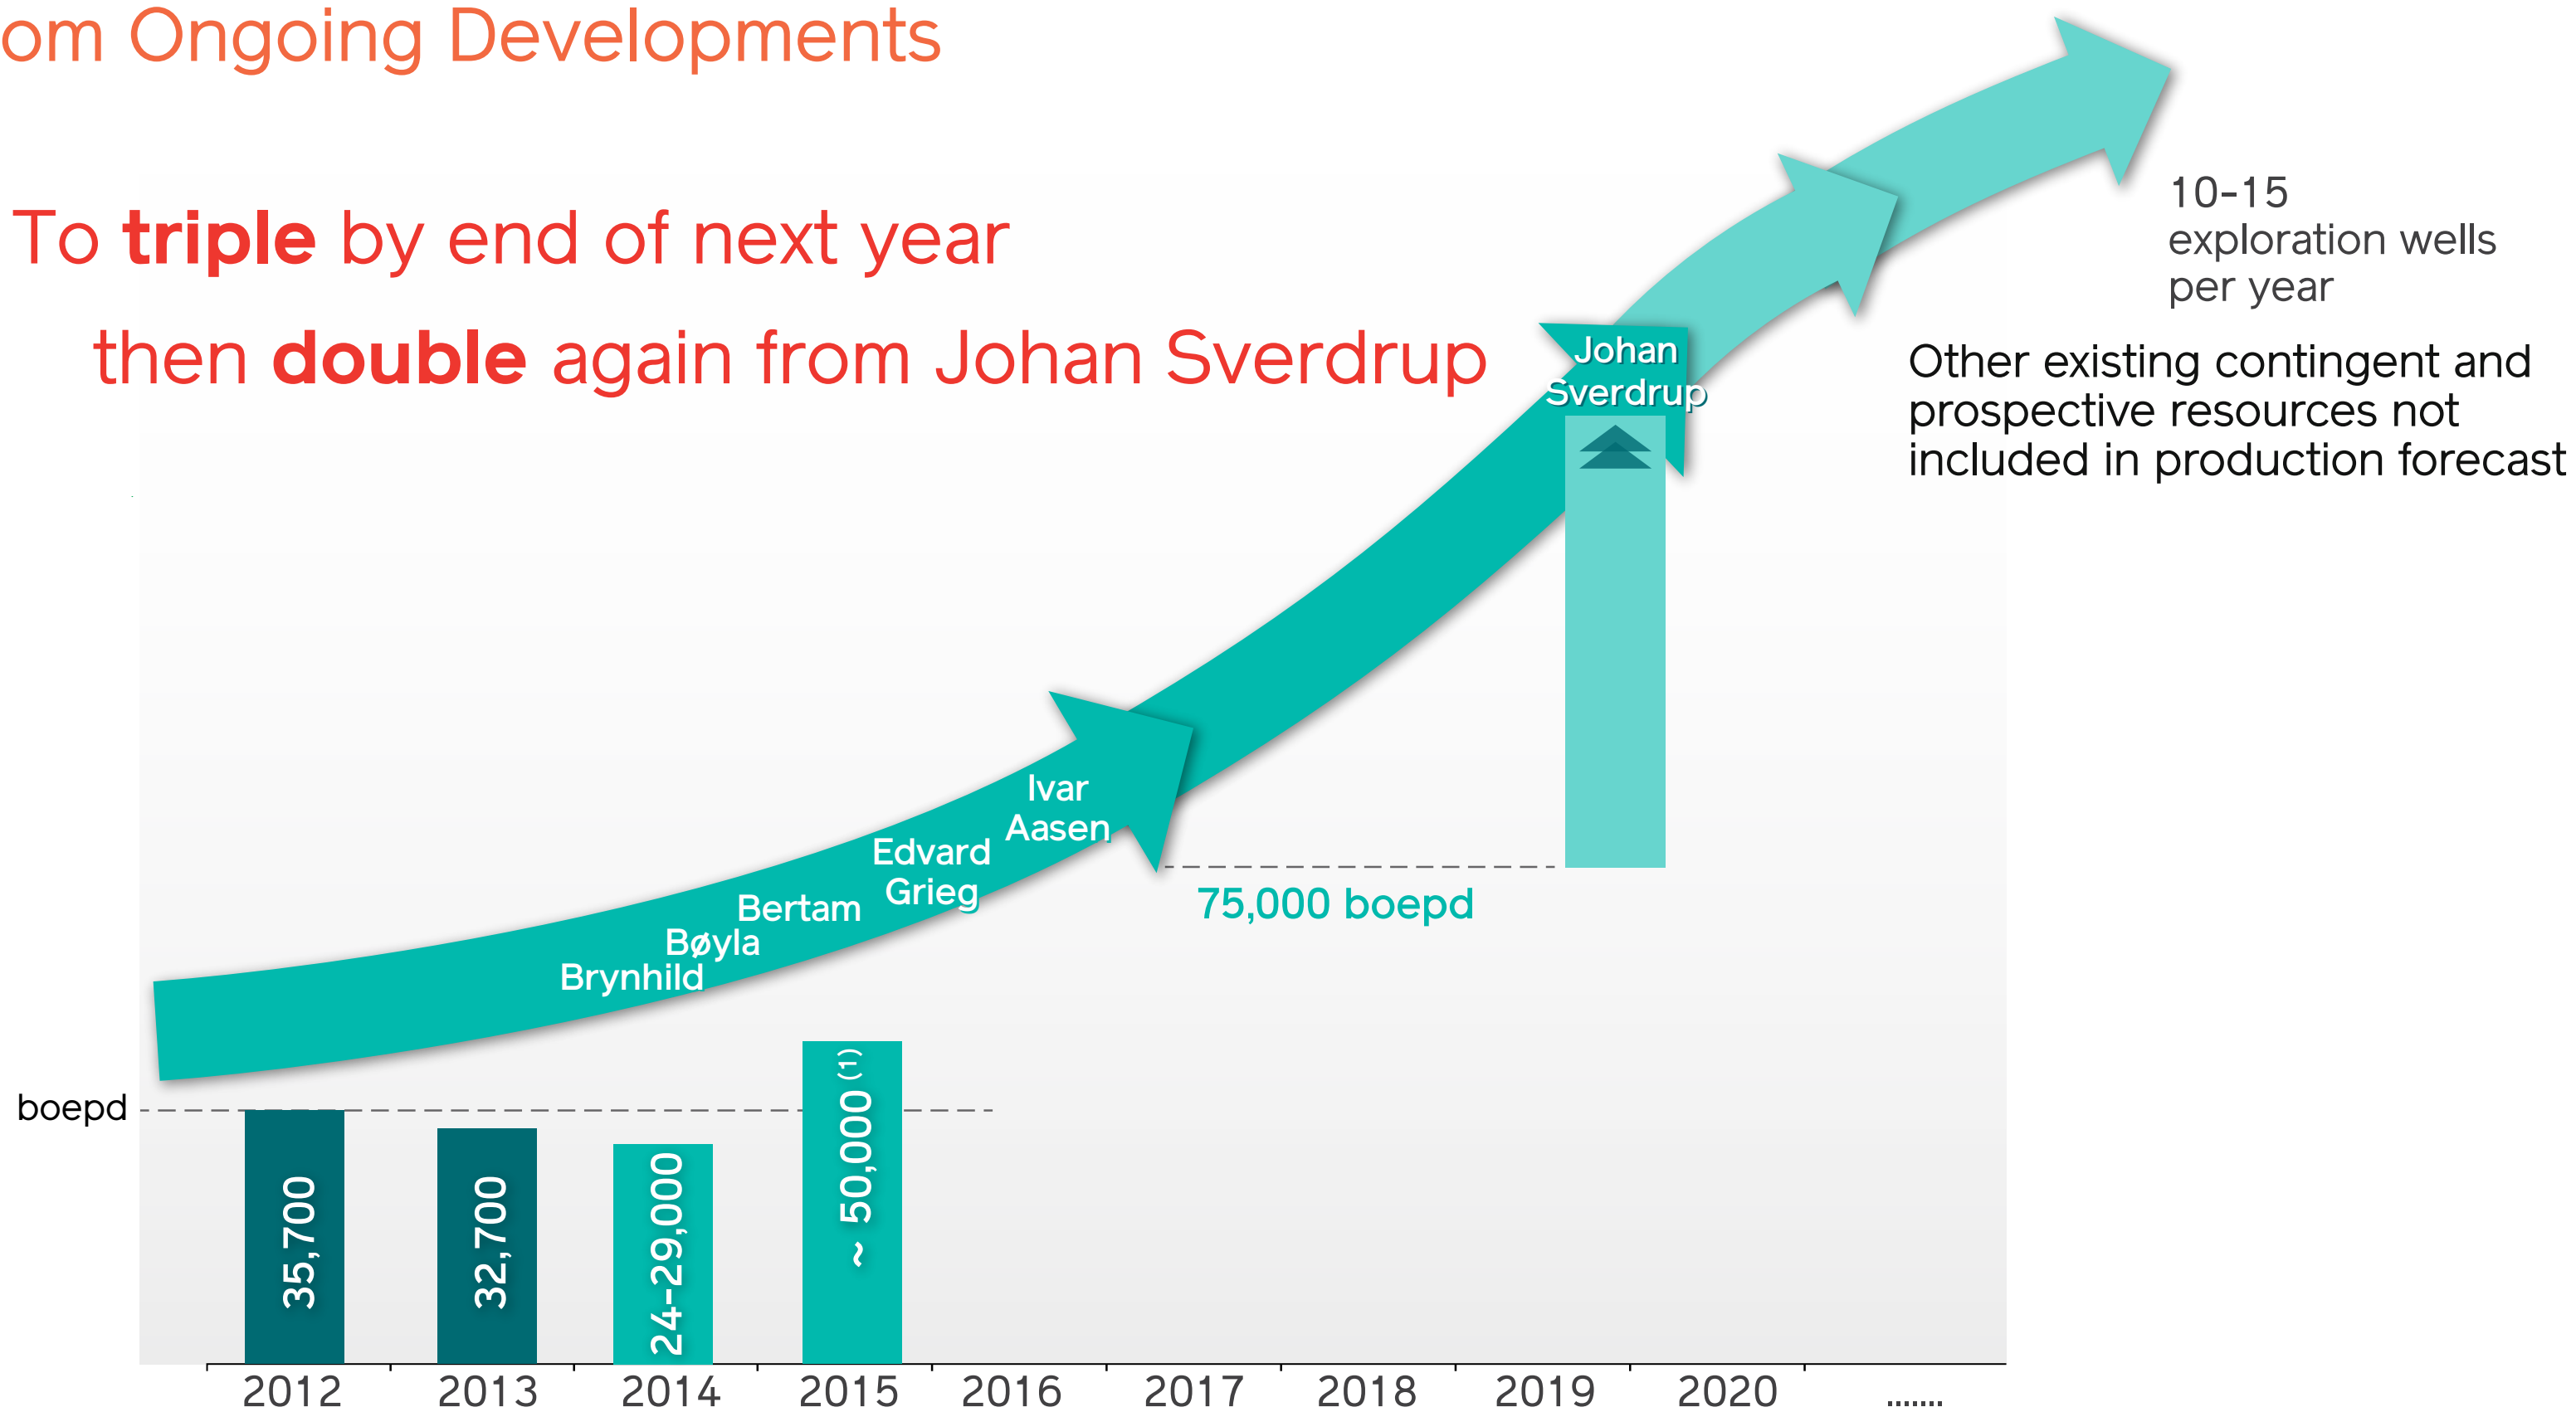 om Ongoing Developments
To triple by end of next year
then double again from Johan Sverdrup
10-15
exploration wells
per year
Other existing contingent and
prospective resources not
included in production forecast
Johan
Sverdrup
Ivar
Aasen
Edvard
Grieg
Bertam
Bøyla
Brynhild
75,000 boepd
boepd
35,700
32,700
24-29,000
~ 50,000 (1)
2012 2013 2014 2015 2016 2017 2018 2019 2020 .......